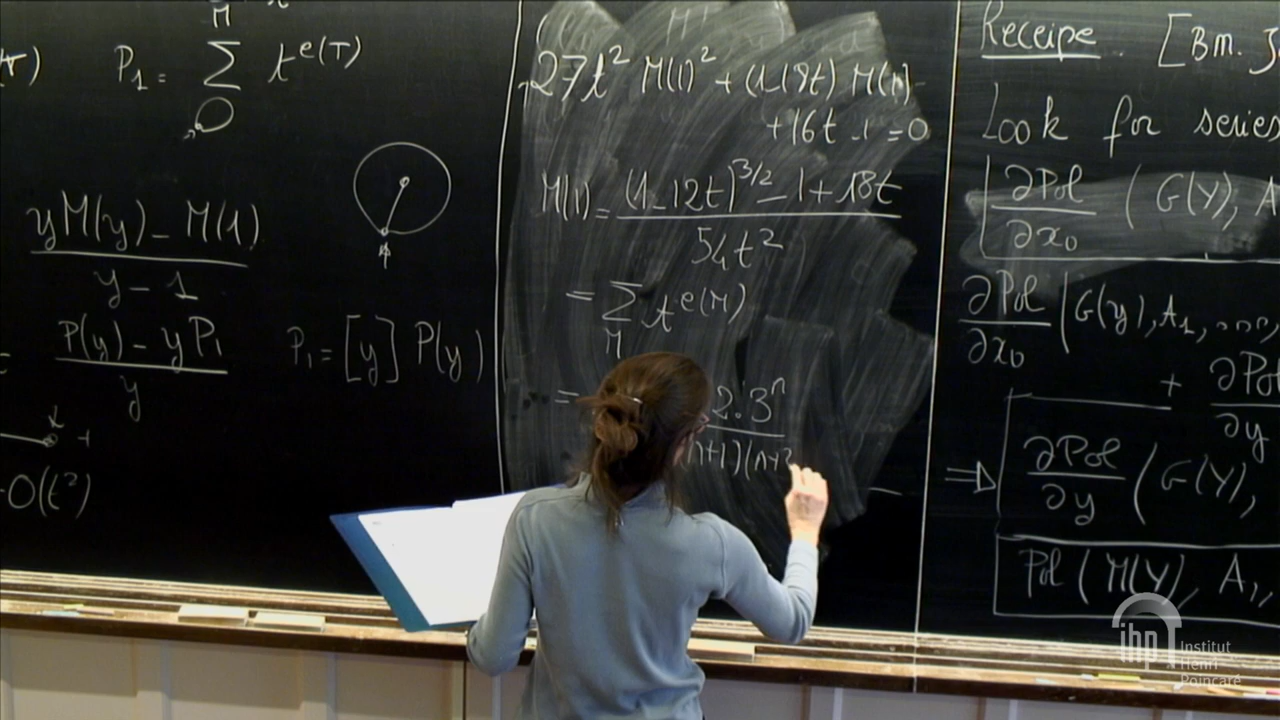 P₁ = ∑ t^e(T)
M
yM(y) - M(1)
y - 1
P(y) - yP₁
y
P₁ = [y] P(y)
x +
O(t²)
27t² M(1)² + (1-18t) M(1)
+16t - 1 = 0
M(1) = (1-12t)^3/2 - 1 + 18t
54t²
= ∑ t^e(M)
M
= 2.3ⁿ
n+1)(n+2
Receipe [Bm. J
Look for series
∂Pol
∂x₀
( G(Y), A
∂Pol
∂x₀
| G(y), A₁, ...,
+ ∂Pol
∂y
⇒ ∂Pol
∂y
( G(Y),
Pol ( M(Y), A₁,
ihp
Institut
Henri
Poincaré